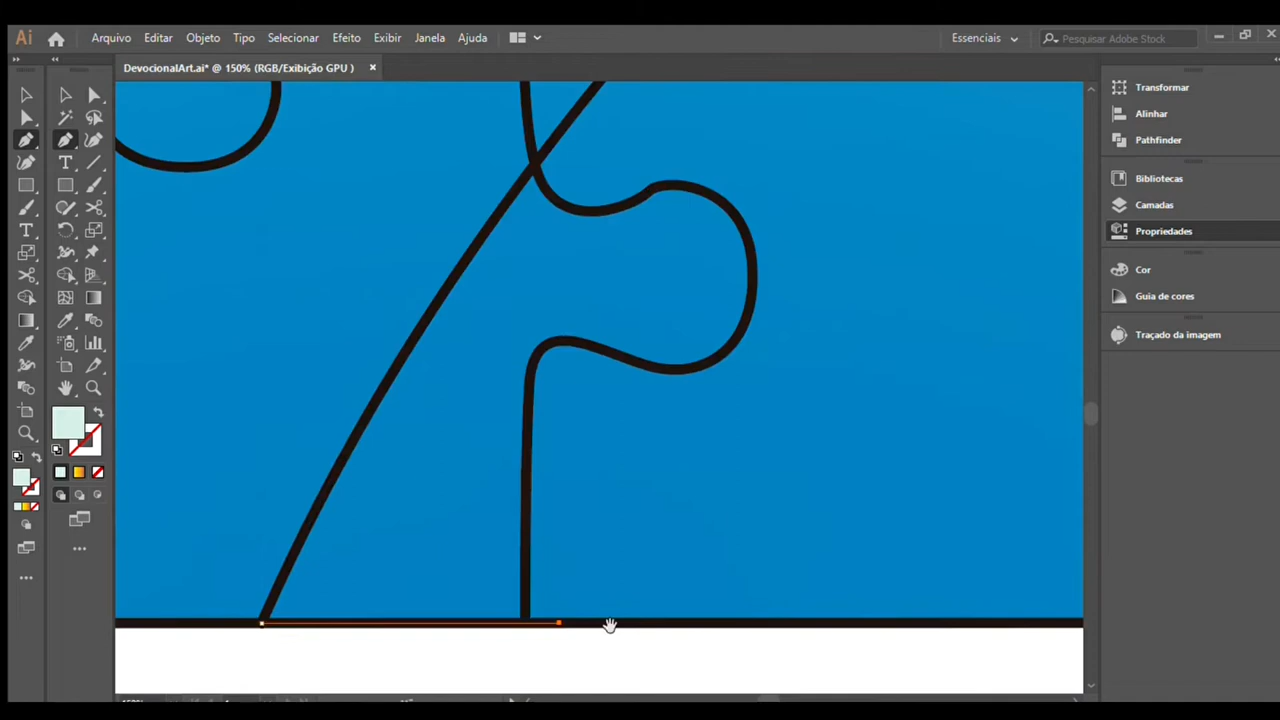 Ai Arquivo Editar Objeto Tipo Selecionar Efeito Exibir Janela Ajuda Essenciais Pesquisar Adobe Stock
DevocionalArt.ai* @ 150% (RGB/Exibição GPU )
Transformar
Alinhar
Pathfinder
Bibliotecas
Camadas
Propriedades
Cor
Guia de cores
Traçado da imagem